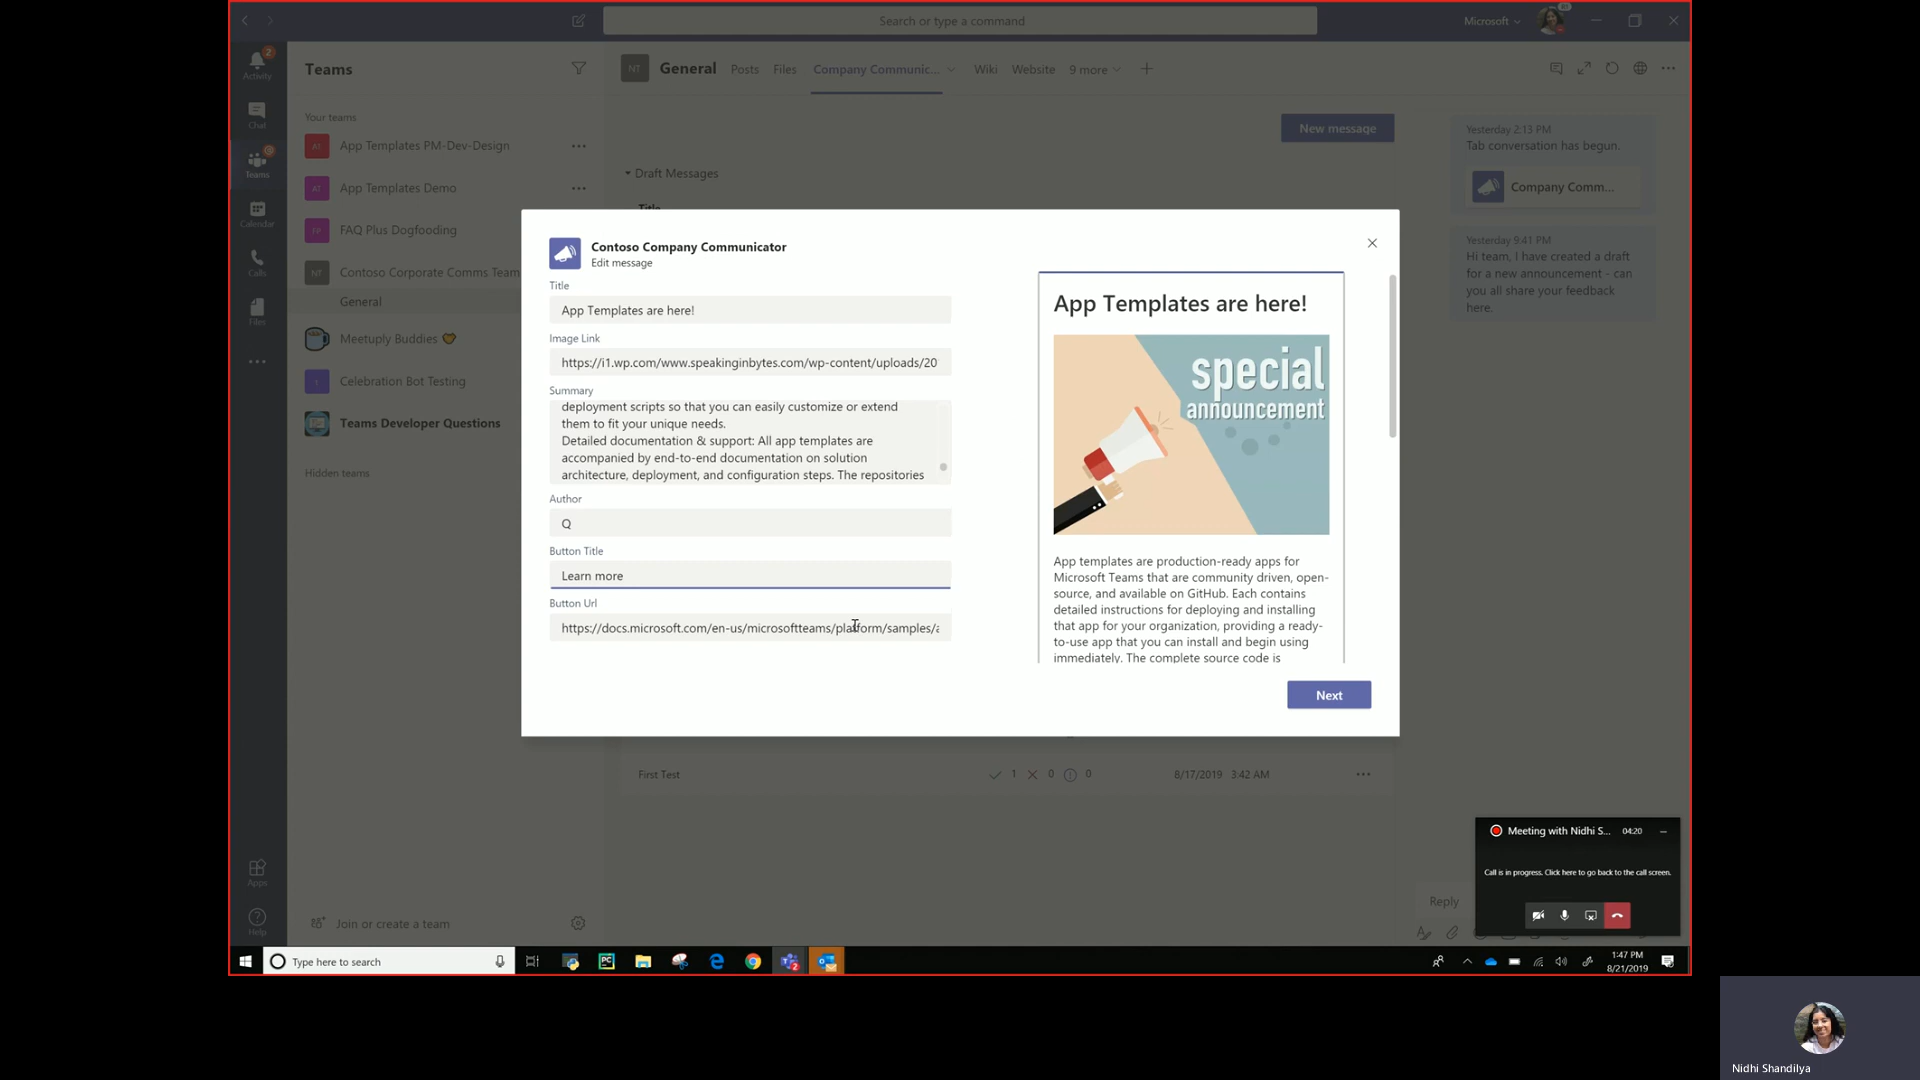 Search or type a command
Microsoft
2
Activity
Chat
Teams
Calendar
Calls
Files
Apps
Help
Teams
Your teams
AT
App Templates PM-Dev-Design
AT
App Templates Demo
FP
FAQ Plus Dogfooding
NT
Contoso Corporate Comms Team
General
Meetuply Buddies
Celebration Bot Testing
Teams Developer Questions
Hidden teams
Join or create a team
NT
General
Posts
Files
Company Communic...
Wiki
Website
9 more
New message
Draft Messages
Title
Yesterday 2:13 PM
Tab conversation has begun.
Company Comm...
Yesterday 9:41 PM
Hi team, I have created a draft
for a new announcement - can
you all share your feedback
here.
Contoso Company Communicator
Edit message
Title
App Templates are here!
Image Link
https://i1.wp.com/www.speakinginbytes.com/wp-content/uploads/20
Summary
deployment scripts so that you can easily customize or extend
them to fit your unique needs.
Detailed documentation & support: All app templates are
accompanied by end-to-end documentation on solution
architecture, deployment, and configuration steps. The repositories
Author
Q
Button Title
Learn more
Button Url
https://docs.microsoft.com/en-us/microsoftteams/platform/samples/a
App Templates are here!
special
announcement
App templates are production-ready apps for
Microsoft Teams that are community driven, open-
source, and available on GitHub. Each contains
detailed instructions for deploying and installing
that app for your organization, providing a ready-
to-use app that you can install and begin using
immediately. The complete source code is
Next
First Test
1
0
0
8/17/2019 3:42 AM
Meeting with Nidhi S...
04:20
Call is in progress. Click here to go back to the call screen.
Reply
Type here to search
PC
1:47 PM
8/21/2019
Nidhi Shandilya